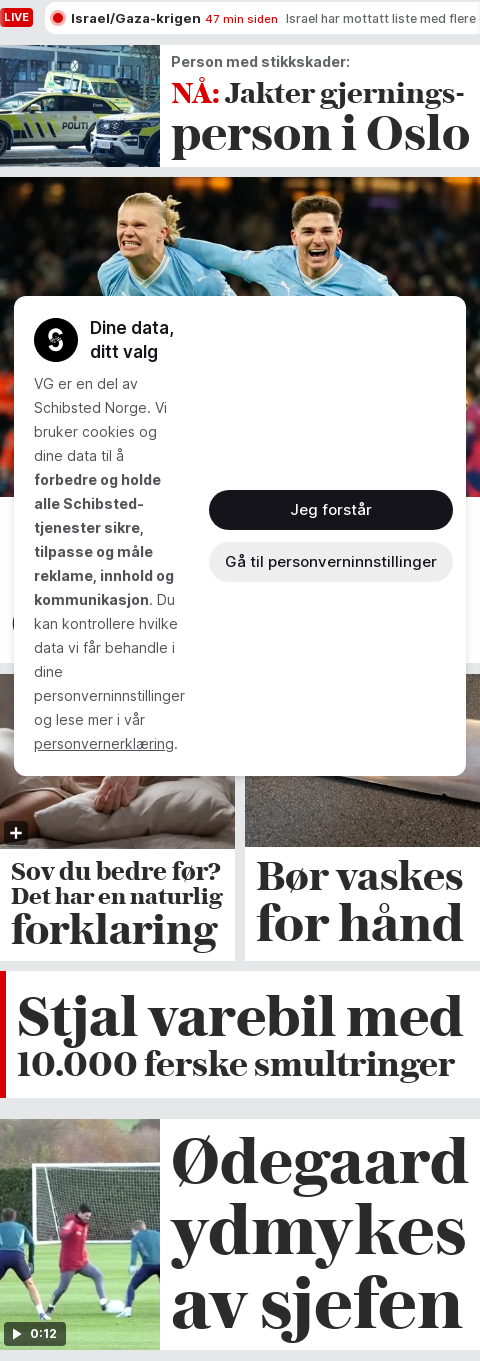 LIVE
Israel/Gaza-krigen 47 min siden Israel har mottatt liste med flere
Person med stikkskader:
NÅ: Jakter gjernings-
person i Oslo
POLITI
Dine data,
ditt valg
VG er en del av
Schibsted Norge. Vi
bruker cookies og
dine data til å
forbedre og holde
alle Schibsted-
tjenester sikre,
tilpasse og måle
reklame, innhold og
kommunikasjon. Du
kan kontrollere hvilke
data vi får behandle i
dine
personverninnstillinger
og lese mer i vår
personvernerklæring.
Jeg forstår
Gå til personverninnstillinger
Sov du bedre før?
Det har en naturlig
forklaring
Bør vaskes
for hånd
Stjal varebil med
10.000 ferske smultringer
0:12
Ødegaard
ydmykes
av sjefen